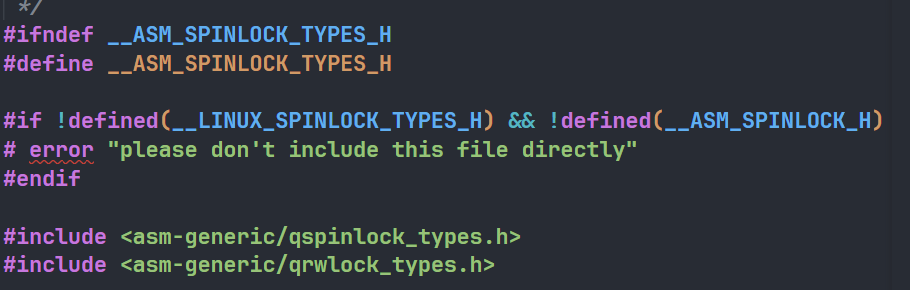 */
#ifndef __ASM_SPINLOCK_TYPES_H
#define __ASM_SPINLOCK_TYPES_H
#if !defined(__LINUX_SPINLOCK_TYPES_H) && !defined(__ASM_SPINLOCK_H)
# error "please don't include this file directly"
#endif
#include <asm-generic/qspinlock_types.h>
#include <asm-generic/qrwlock_types.h>